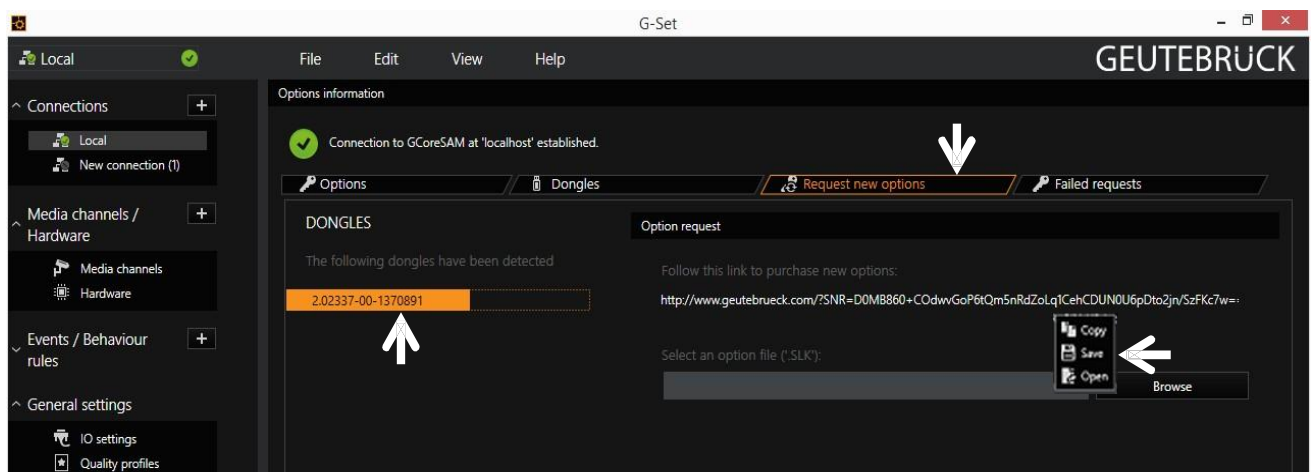 G-Set
Local
File Edit View Help
GEUTEBRÜCK
Connections
Local
New connection (1)
Media channels /
Hardware
Media channels
Hardware
Events / Behaviour
rules
General settings
IO settings
Quality profiles
Options information
Connection to GCoreSAM at 'localhost' established.
Options Dongles Request new options Failed requests
DONGLES
The following dongles have been detected
2.02337-00-1370891
Option request
Follow this link to purchase new options:
http://www.geutebrueck.com/?SNR=D0MB860+COdwvGoP6tQm5nRdZoLq1CehCDUN0U6pDto2jn/SzFKc7w=
Copy
Save
Open
Select an option file ('.SLK'):
Browse